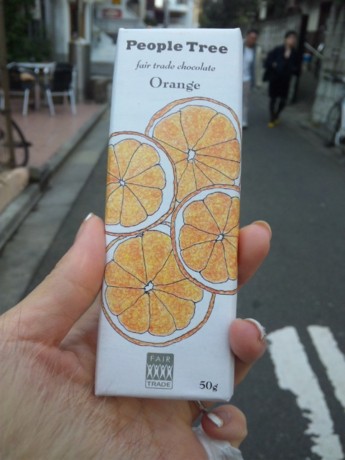 People Tree
fair trade chocolate
Orange
FAIR
TRADE
50g